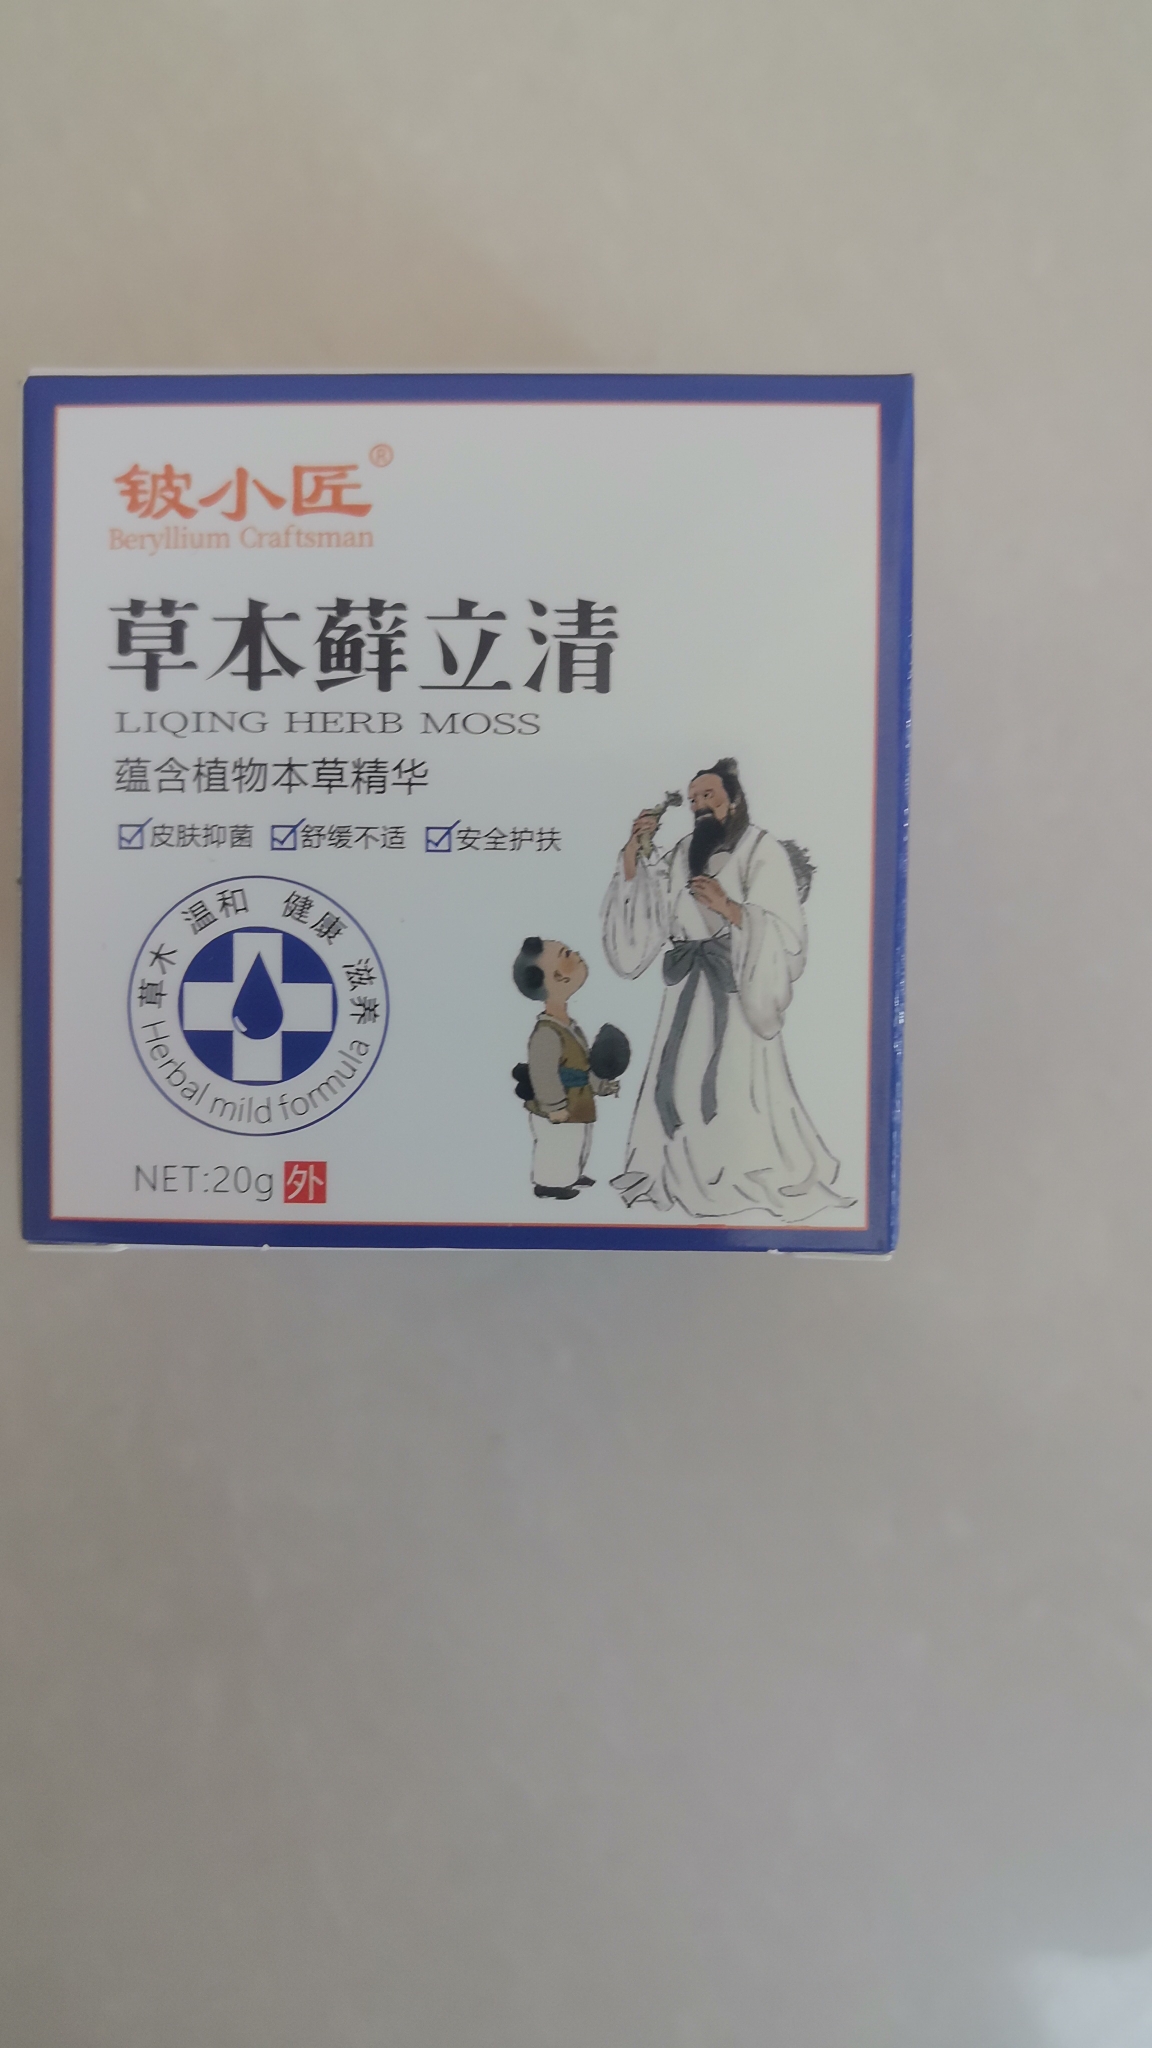 铍小匠®
Beryllium Craftsman
草本藓立清
LIQING HERB MOSS
蕴含植物本草精华
皮肤抑菌 舒缓不适 安全护扶
草木 温和 健康 滋养
Herbal mild formula
NET:20g 外